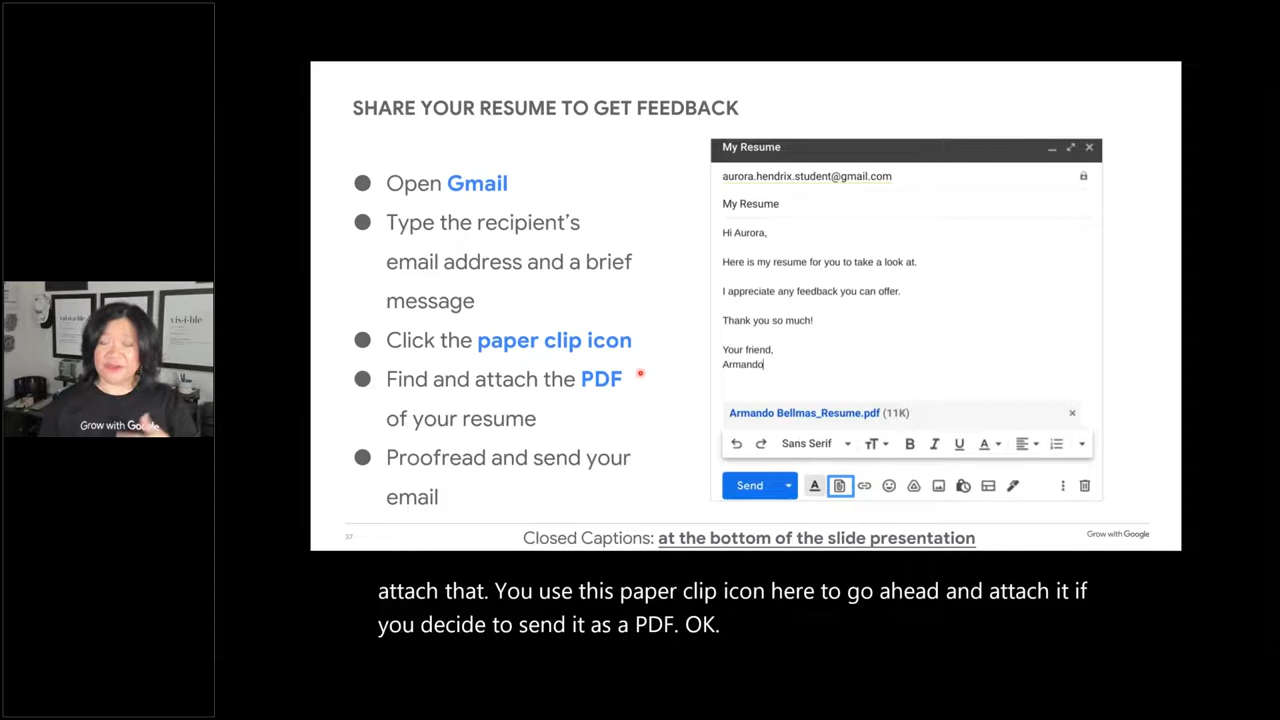 SHARE YOUR RESUME TO GET FEEDBACK
● Open Gmail
● Type the recipient's
email address and a brief
message
● Click the paper clip icon
● Find and attach the PDF
of your resume
● Proofread and send your
email
My Resume
aurora.hendrix.student@gmail.com
My Resume
Hi Aurora,
Here is my resume for you to take a look at.
I appreciate any feedback you can offer.
Thank you so much!
Your friend,
Armando
Armando Bellmas_Resume.pdf (11K)
Sans Serif
Send
37
Closed Captions: at the bottom of the slide presentation
Grow with Google
vis·i·ble
Grow with Google
attach that. You use this paper clip icon here to go ahead and attach it if
you decide to send it as a PDF. OK.